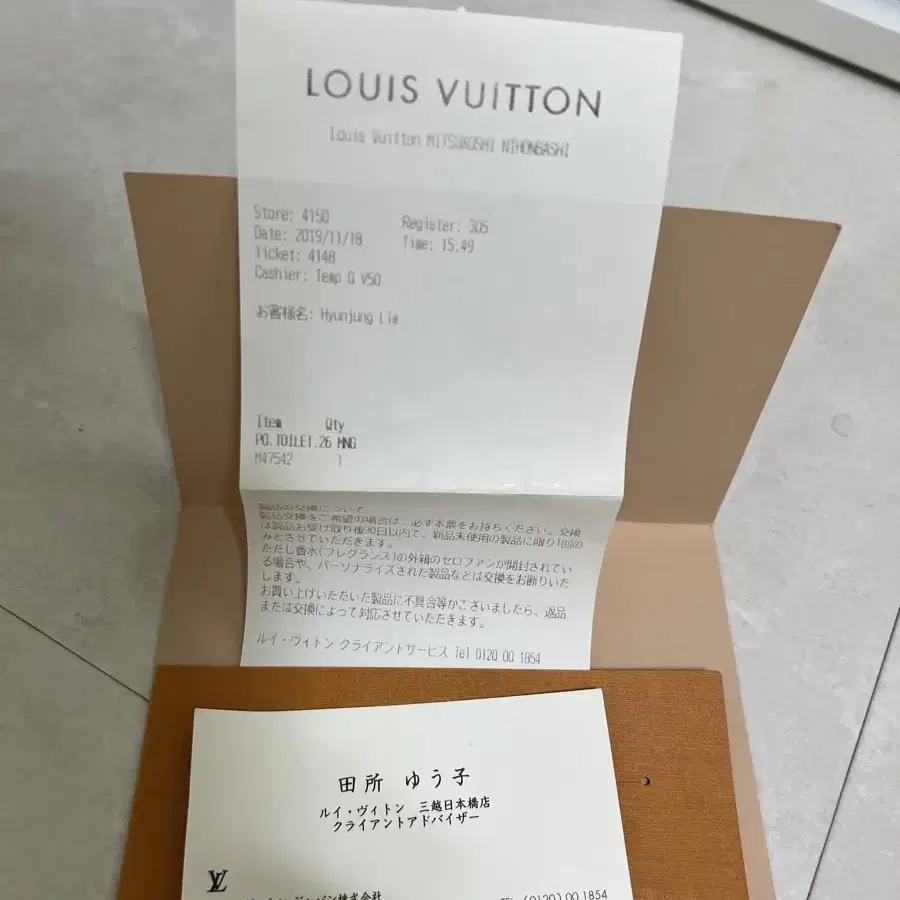 LOUIS VUITTON
Louis Vuitton MITSUKOSHI NIHONBASHI
Store: 4150 Register: 305
Date: 2019/11/18 Time: 15:49
Ticket: 4148
Cashier: Temp G V50
お客様名: Hyunjung Lim
Item Qty
PO.TOILET.26 MNG
M47542 1
製品の交換について
製品交換をご希望の場合は、必ず本票をお持ちください。交換
は製品お受け取り後30日以内で、新品未使用の製品に限り1回の
みとさせていただきます。
ただし香水(フレグランス)の外箱のセロファンが開封されてい
る場合や、パーソナライズされた製品などは交換をお断りいた
します。
お買い上げいただいた製品に不具合等がございましたら、返品
または交換によって対応させていただきます。
ルイ・ヴィトン クライアントサービス Tel 0120 00 1854
田所 ゆう子
ルイ・ヴィトン 三越日本橋店
クライアントアドバイザー
LV
ジャパン株式会社 TEL (0120) 00 1854